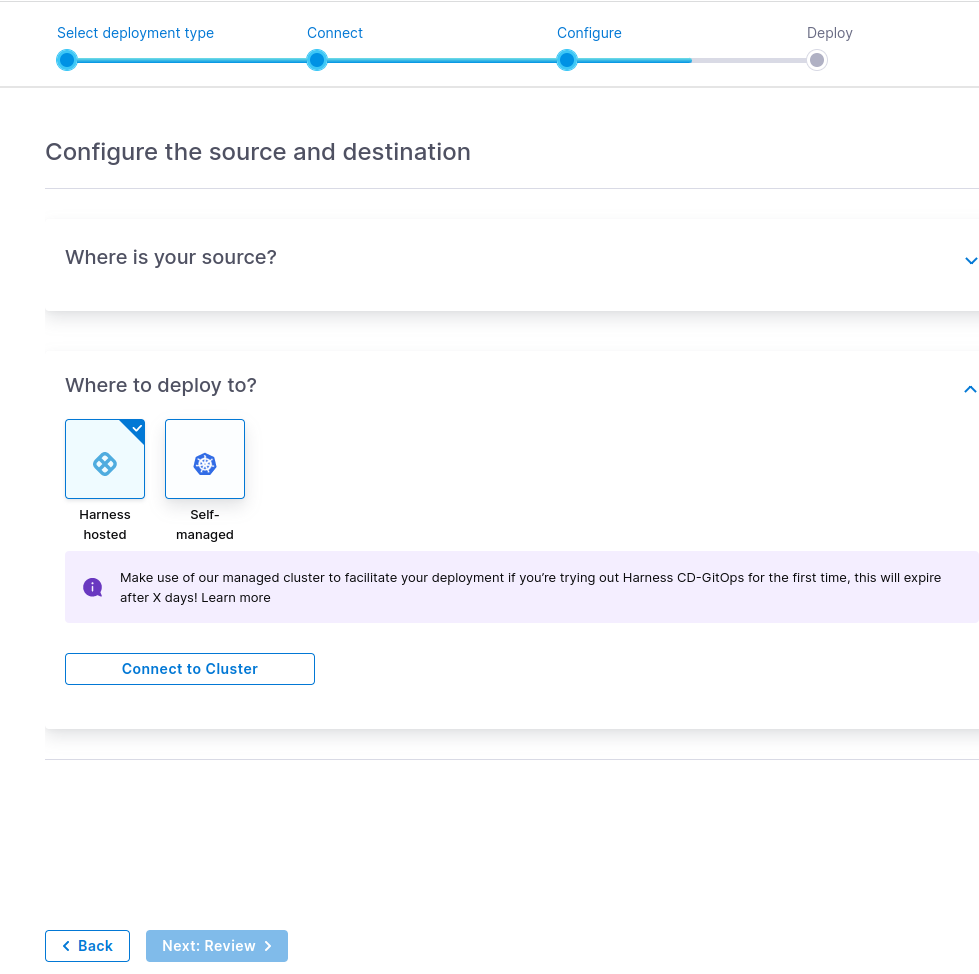 Select deployment type Connect Configure Deploy
Configure the source and destination
Where is your source?
Where to deploy to?
Harness hosted
Self-managed
Make use of our managed cluster to facilitate your deployment if you’re trying out Harness CD-GitOps for the first time, this will expire
after X days! Learn more
Connect to Cluster
Back Next: Review